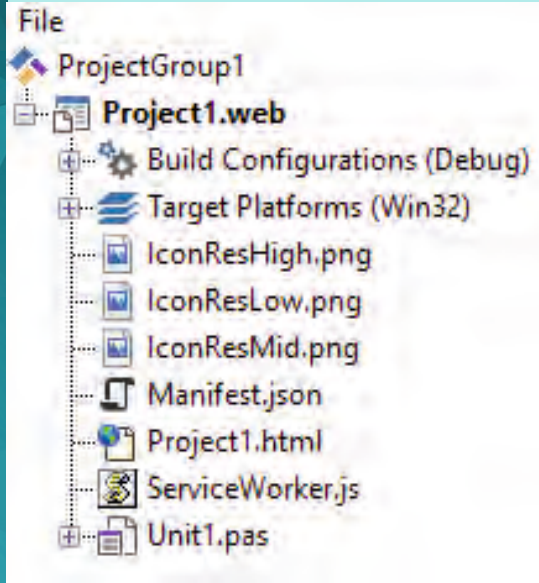 File
ProjectGroup1
Project1.web
Build Configurations (Debug)
Target Platforms (Win32)
IconResHigh.png
IconResLow.png
IconResMid.png
Manifest.json
Project1.html
ServiceWorker.js
Unit1.pas